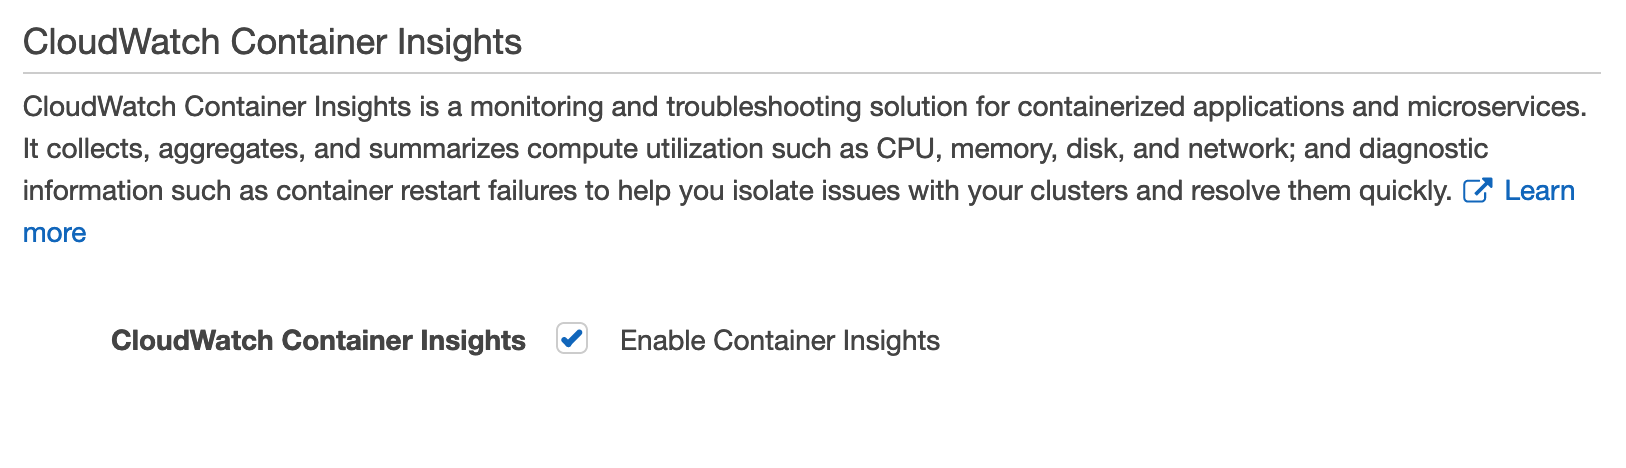 CloudWatch Container Insights
CloudWatch Container Insights is a monitoring and troubleshooting solution for containerized applications and microservices.
It collects, aggregates, and summarizes compute utilization such as CPU, memory, disk, and network; and diagnostic
information such as container restart failures to help you isolate issues with your clusters and resolve them quickly. Learn
more
CloudWatch Container Insights Enable Container Insights